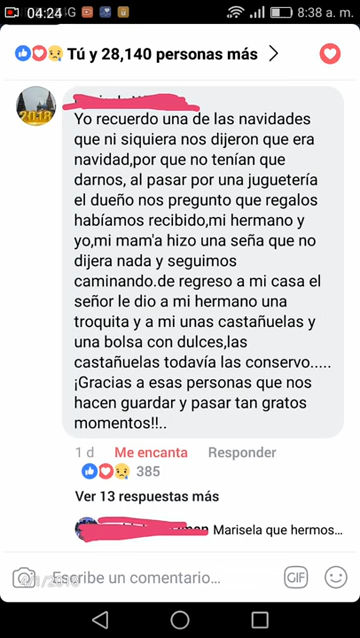 04:24
4G
8:38 a. m.
Tú y 28,140 personas más
2018
Yo recuerdo una de las navidades
que ni siquiera nos dijeron que era
navidad,por que no tenían que
darnos, al pasar por una juguetería
el dueño nos pregunto que regalos
habíamos recibido,mi hermano y
yo,mi mam'a hizo una seña que no
dijera nada y seguimos
caminando.de regreso a mi casa el
señor le dio a mi hermano una
troquita y a mi unas castañuelas y
una bolsa con dulces,las
castañuelas todavía las conservo.....
¡Gracias a esas personas que nos
hacen guardar y pasar tan gratos
momentos!!..
1 d Me encanta Responder
385
Ver 13 respuestas más
Marisela que hermos...
Escribe un comentario...
GIF